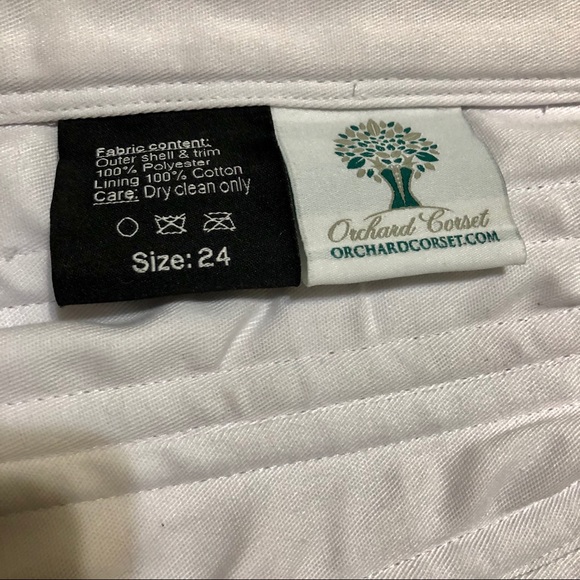 Fabric content:
Outer shell & trim
100% Polyester
Lining 100% Cotton
Care: Dry clean only
Size: 24
Orchard Corset
ORCHARDCORSET.COM